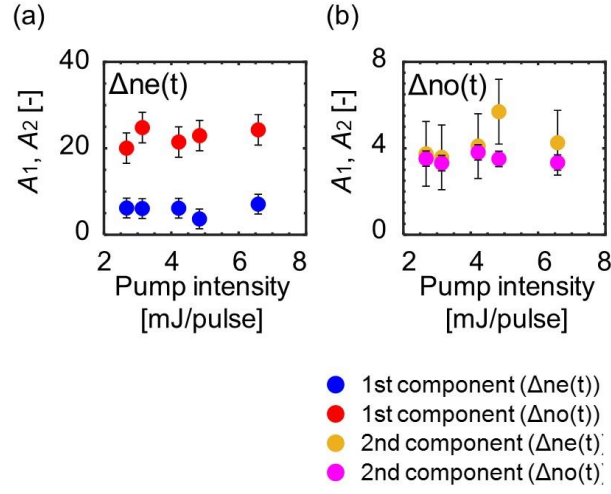 (a)
(b)
40
20
0
A1, A2 [-]
Δne(t)
2 4 6 8
Pump intensity
[mJ/pulse]
8
4
0
A1, A2 [-]
Δno(t)
2 4 6 8
Pump intensity
[mJ/pulse]
1st component (Δne(t))
1st component (Δno(t))
2nd component (Δne(t)
2nd component (Δno(t)